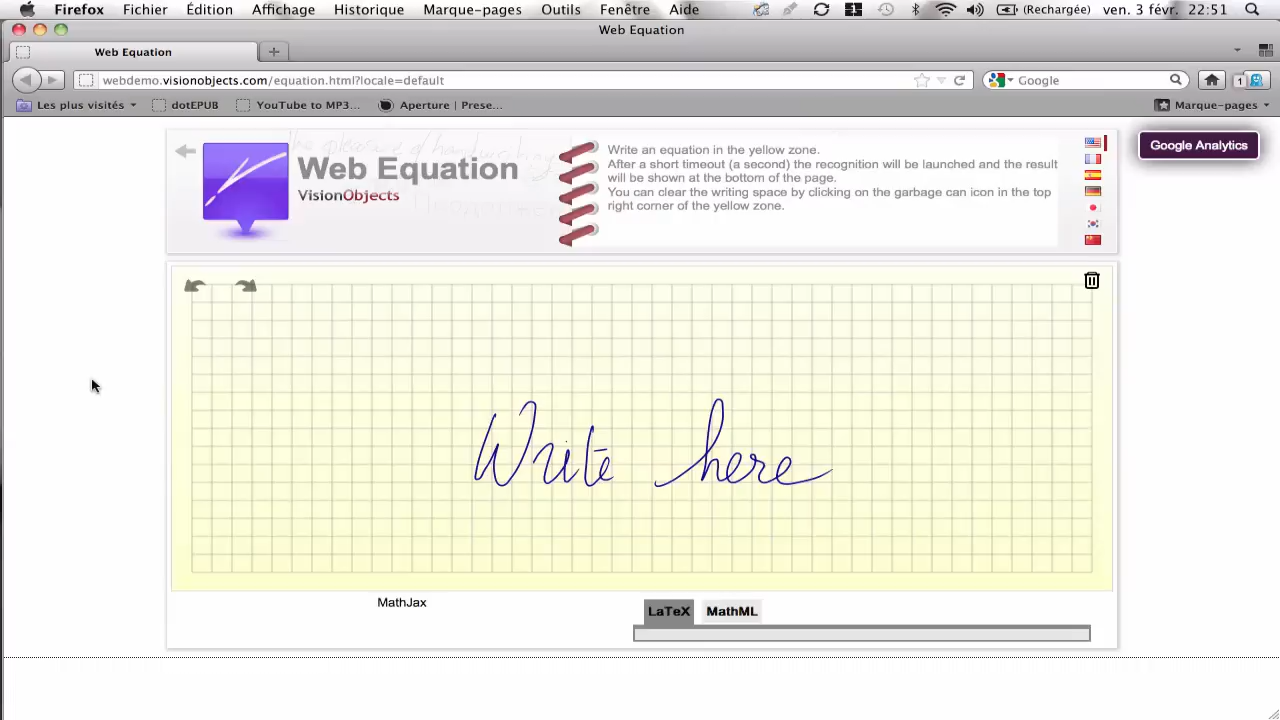 Firefox Fichier Édition Affichage Historique Marque-pages Outils Fenêtre Aide (Rechargée) ven. 3 févr. 22:51
Web Equation
Web Equation
webdemo.visionobjects.com/equation.html?locale=default Google 1
Les plus visités dotEPUB YouTube to MP3... Aperture | Prese... Marque-pages
Web Equation
VisionObjects
Write an equation in the yellow zone.
After a short timeout (a second) the recognition will be launched and the result
will be shown at the bottom of the page.
You can clear the writing space by clicking on the garbage can icon in the top
right corner of the yellow zone.
Google Analytics
Write here
MathJax
LaTeX MathML